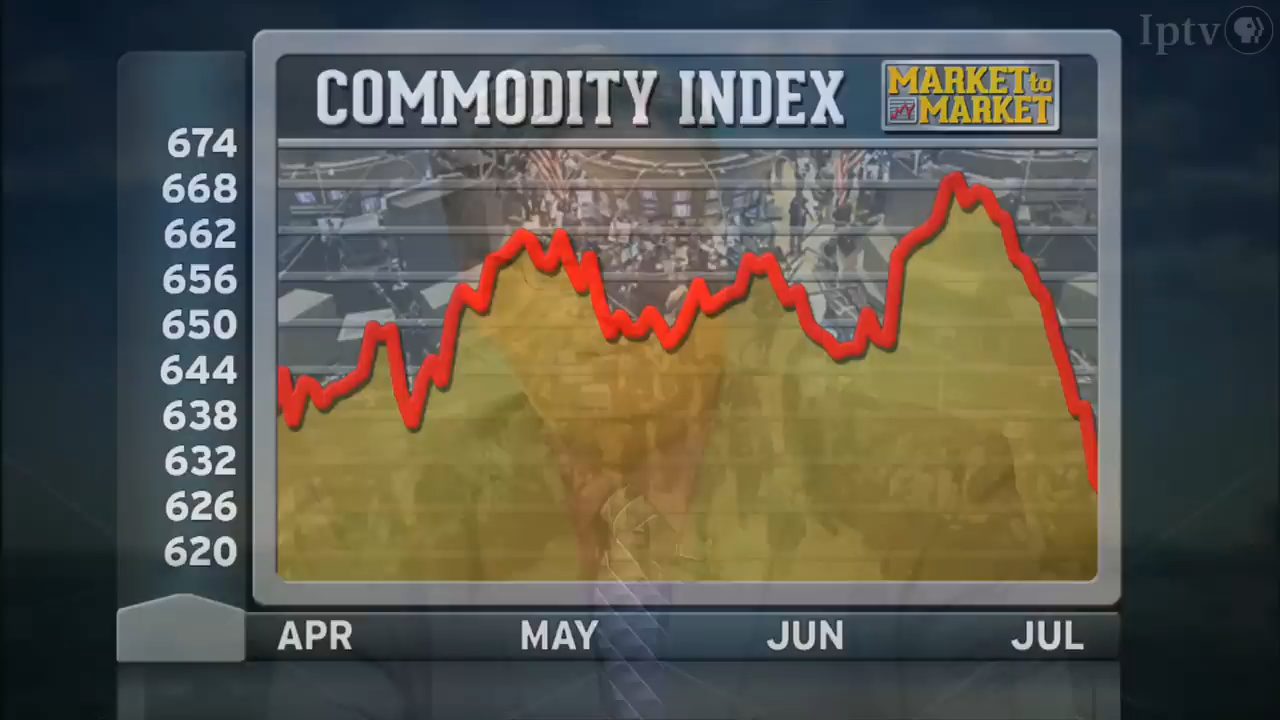 Iptv
COMMODITY INDEX
MARKET to
MARKET
674
668
662
656
650
644
638
632
626
620
APR MAY JUN JUL